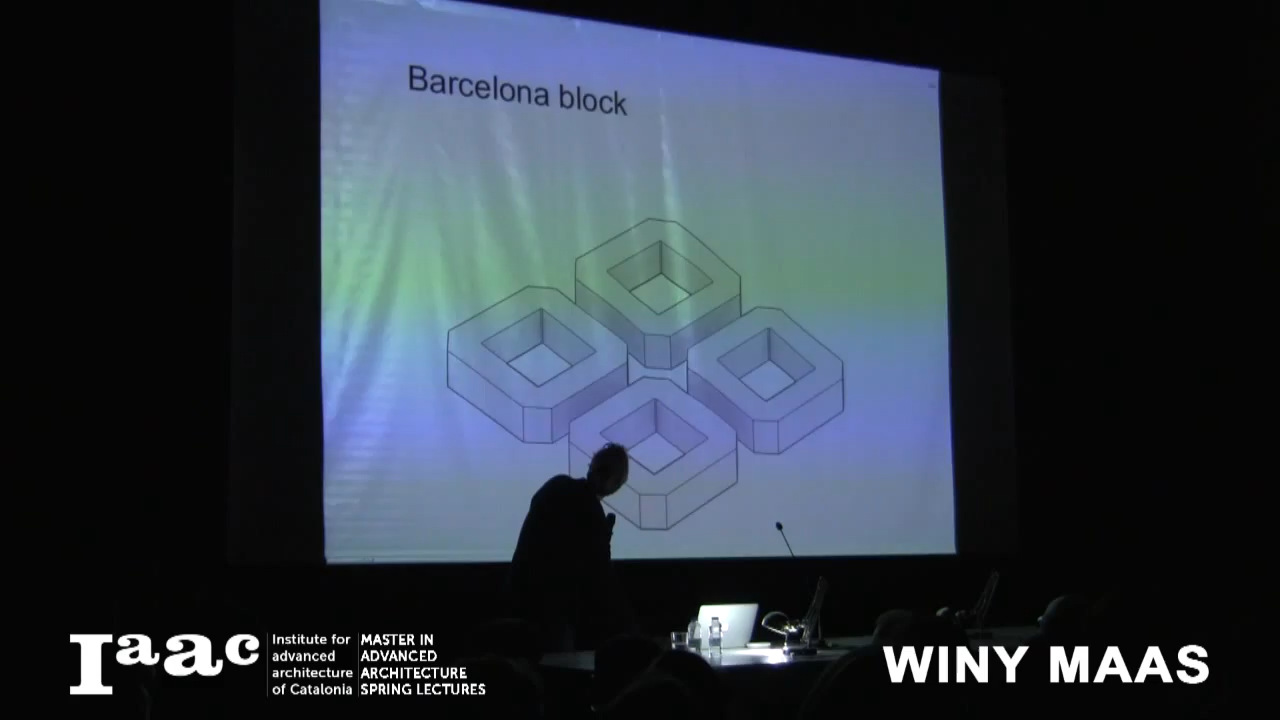 Barcelona block
Iaac
Institute for
advanced
architecture
of Catalonia
MASTER IN
ADVANCED
ARCHITECTURE
SPRING LECTURES
WINY MAAS